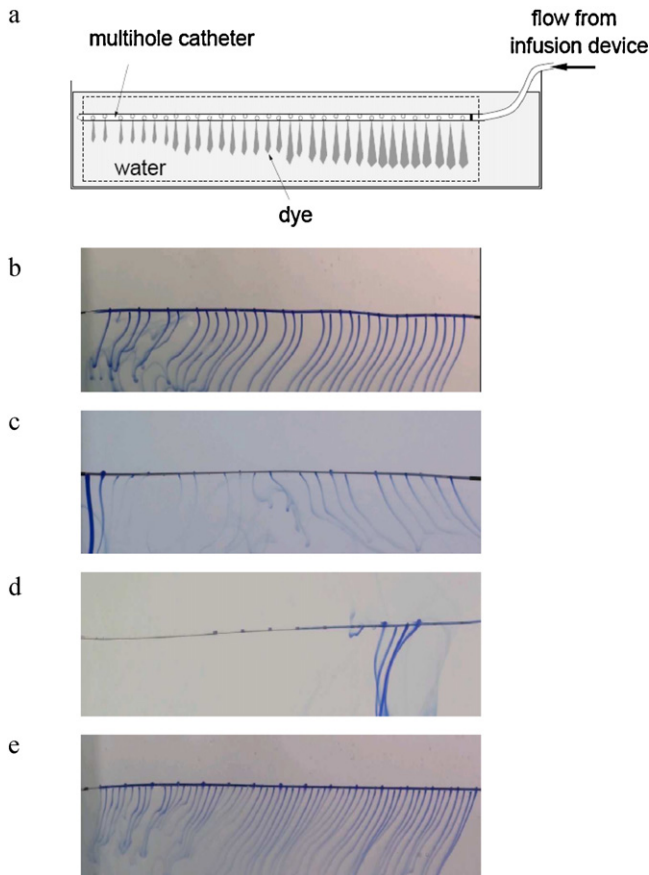 a
flow from
infusion device
multihole catheter
water
dye
b
c
d
e